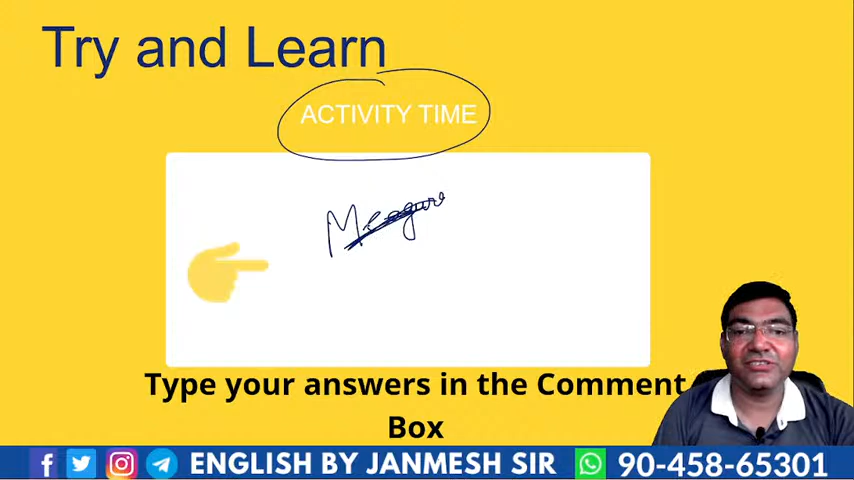 Try and Learn
ACTIVITY TIME
Type your answers in the Comment
Box
ENGLISH BY JANMESH SIR
90-458-65301